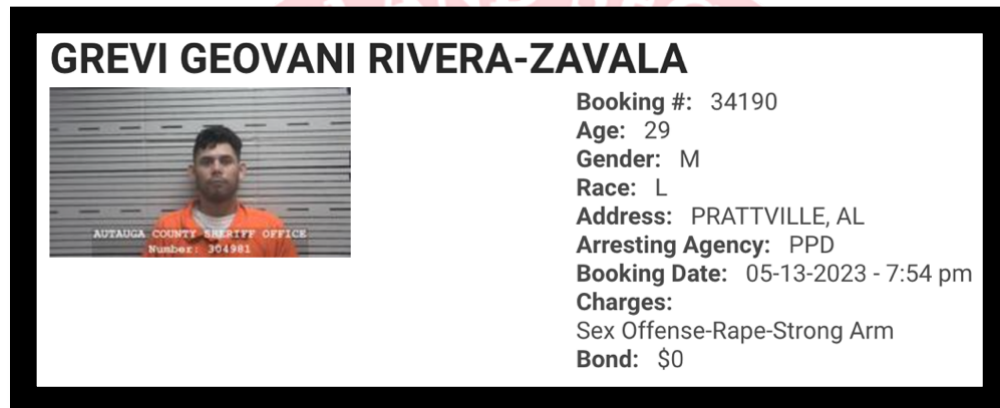 GREVI GEOVANI RIVERA-ZAVALA
AUTAUGA COUNTY SHERIFF OFFICE
Number: 304981
Booking #: 34190
Age: 29
Gender: M
Race: L
Address: PRATTVILLE, AL
Arresting Agency: PPD
Booking Date: 05-13-2023 - 7:54 pm
Charges:
Sex Offense-Rape-Strong Arm
Bond: $0